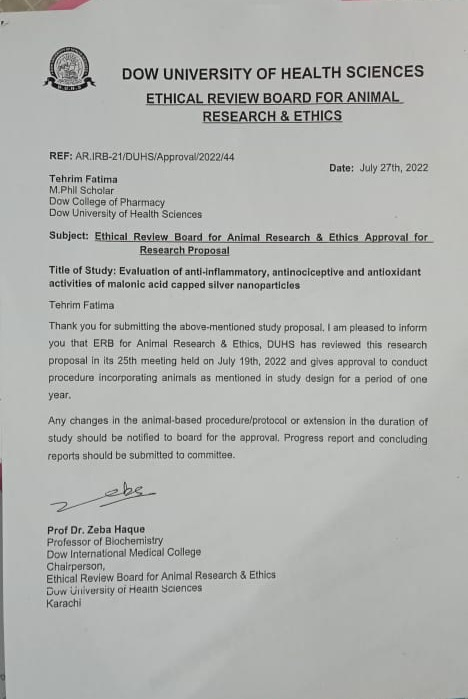 DOW UNIVERSITY OF HEALTH SCIENCES
ETHICAL REVIEW BOARD FOR ANIMAL
RESEARCH & ETHICS
REF: AR.IRB-21/DUHS/Approval/2022/44
Date: July 27th, 2022
Tehrim Fatima
M.Phil Scholar
Dow College of Pharmacy
Dow University of Health Sciences
Subject: Ethical Review Board for Animal Research & Ethics Approval for
Research Proposal
Title of Study: Evaluation of anti-inflammatory, antinociceptive and antioxidant
activities of malonic acid capped silver nanoparticles
Tehrim Fatima
Thank you for submitting the above-mentioned study proposal. I am pleased to inform
you that ERB for Animal Research & Ethics, DUHS has reviewed this research
proposal in its 25th meeting held on July 19th, 2022 and gives approval to conduct
procedure incorporating animals as mentioned in study design for a period of one
year.
Any changes in the animal-based procedure/protocol or extension in the duration of
study should be notified to board for the approval. Progress report and concluding
reports should be submitted to committee.
Prof Dr. Zeba Haque
Professor of Biochemistry
Dow International Medical College
Chairperson,
Ethical Review Board for Animal Research & Ethics
Dow University of Health Sciences
Karachi